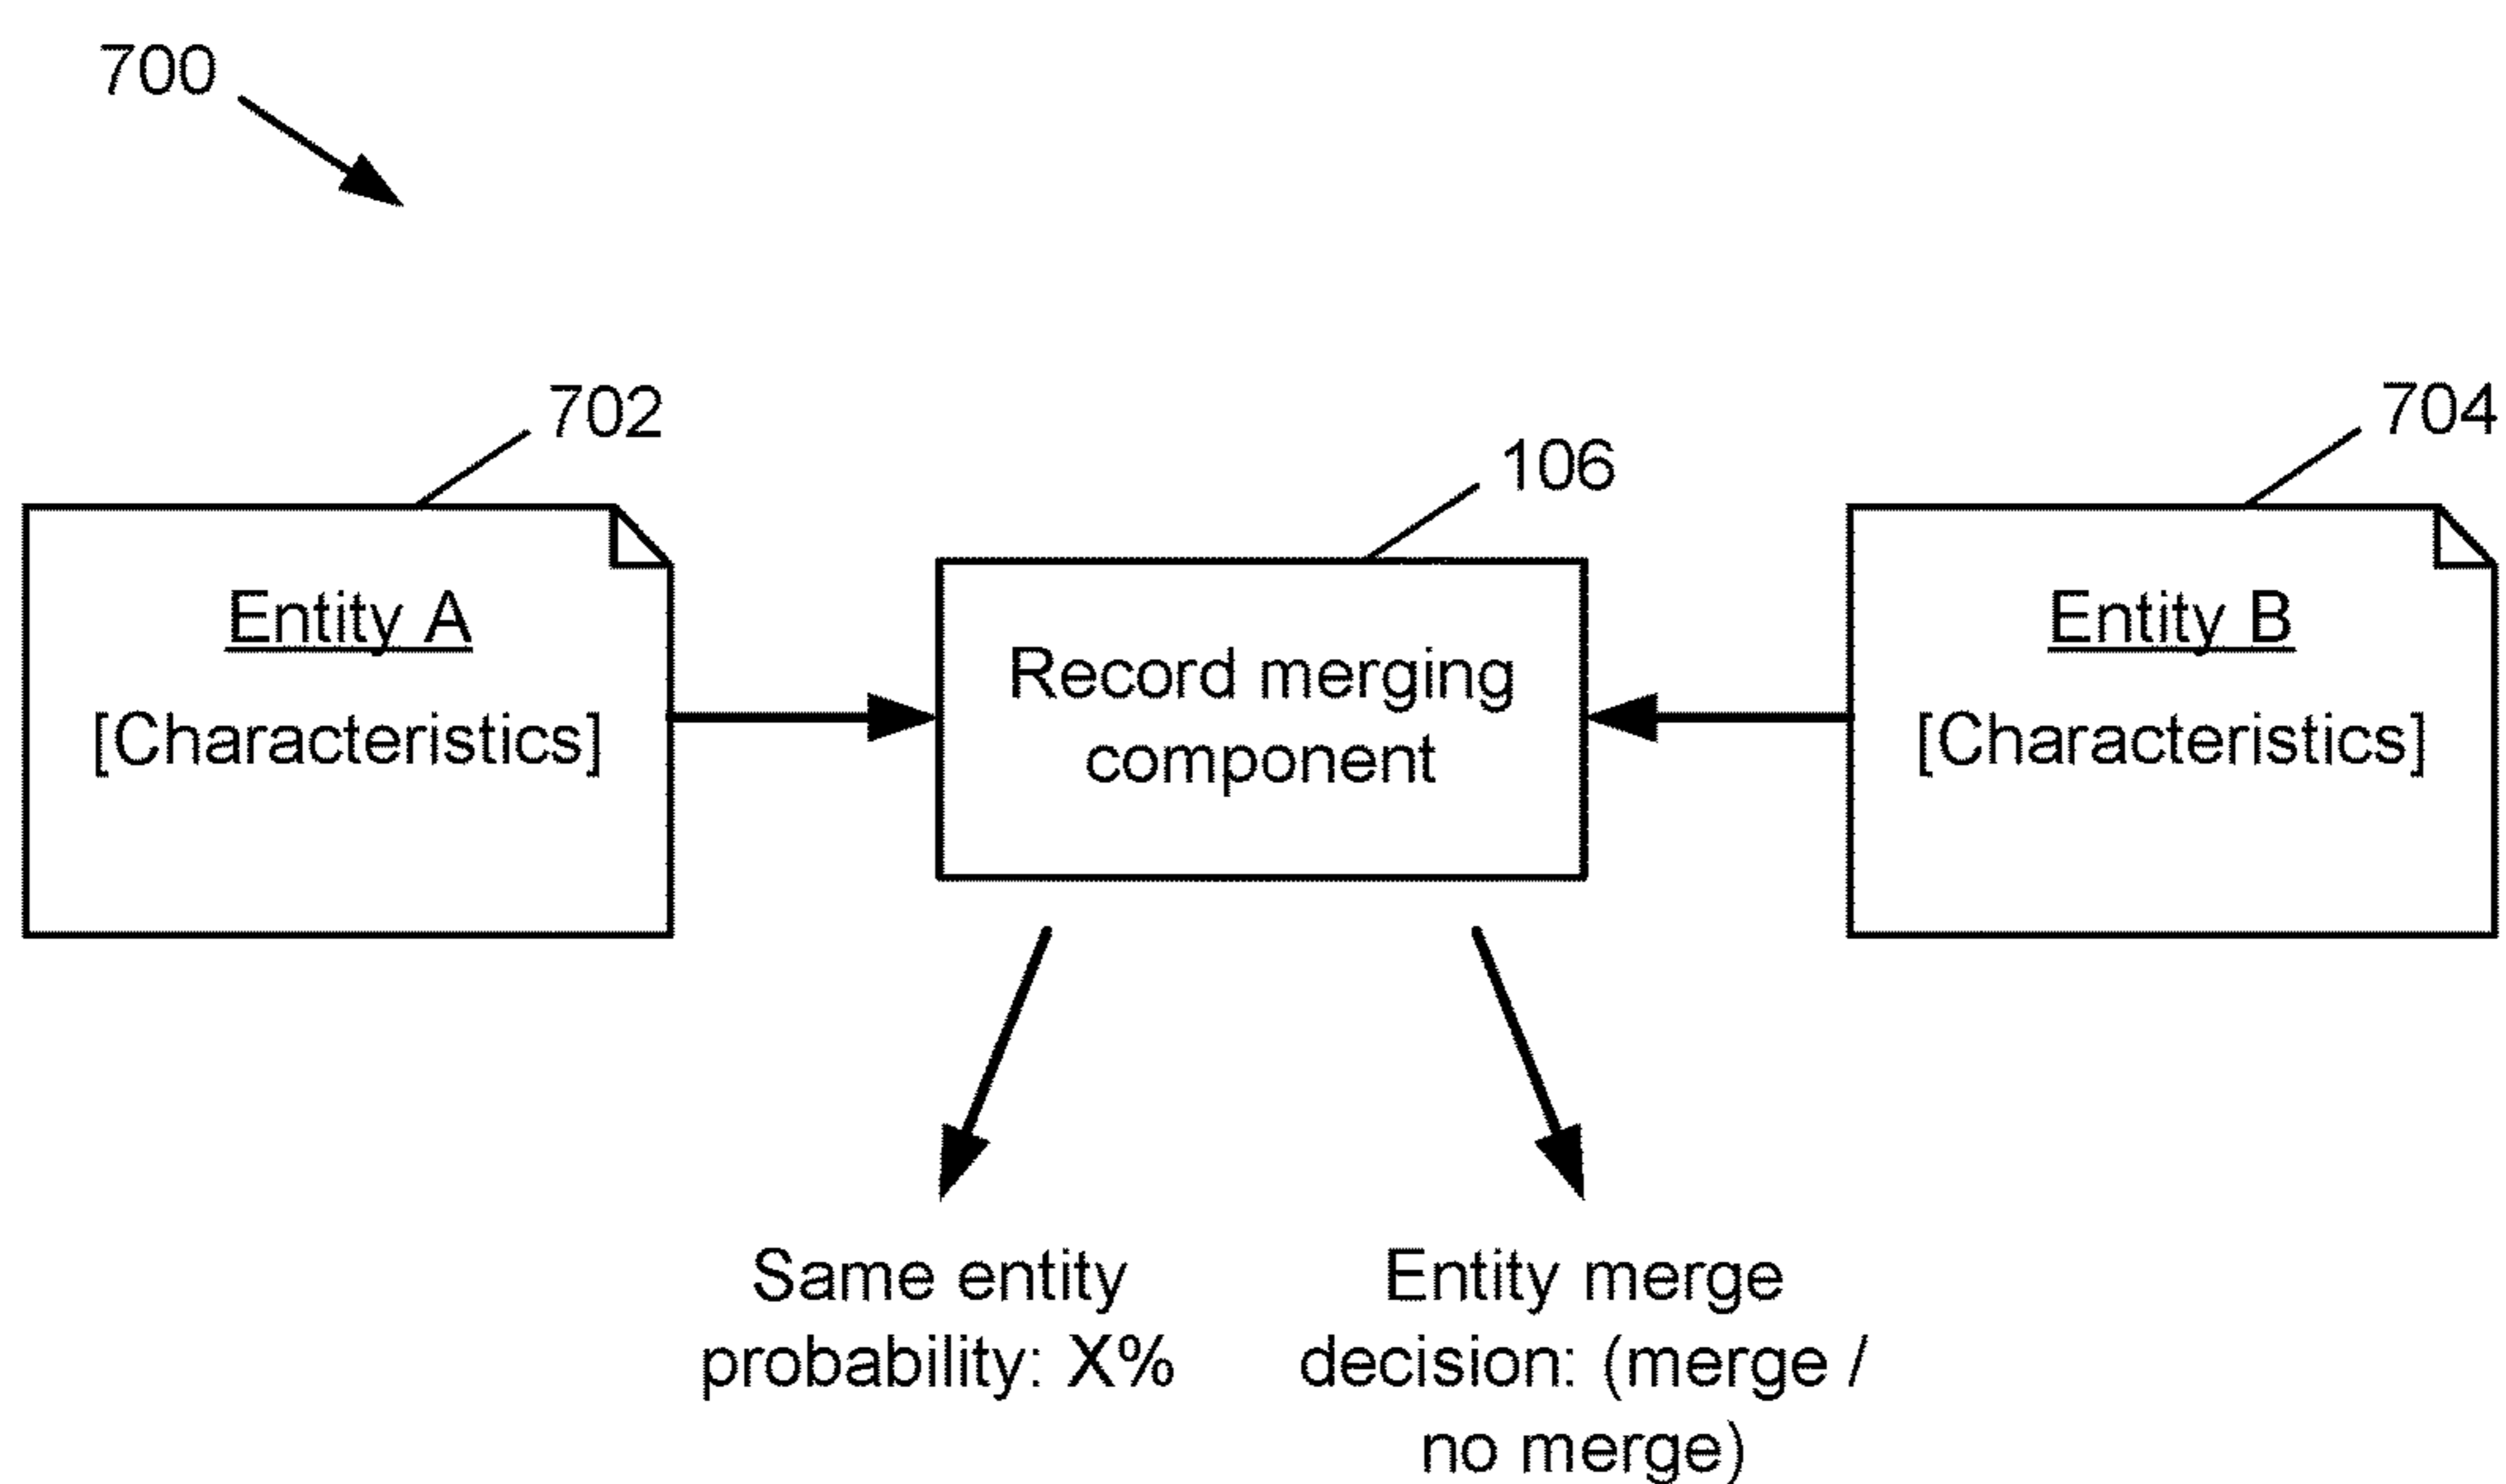 700
702
704
106
Entity A
[Characteristics]
Record merging
component
Entity B
[Characteristics]
Same entity
probability: X%
Entity merge
decision: (merge /
no merge)